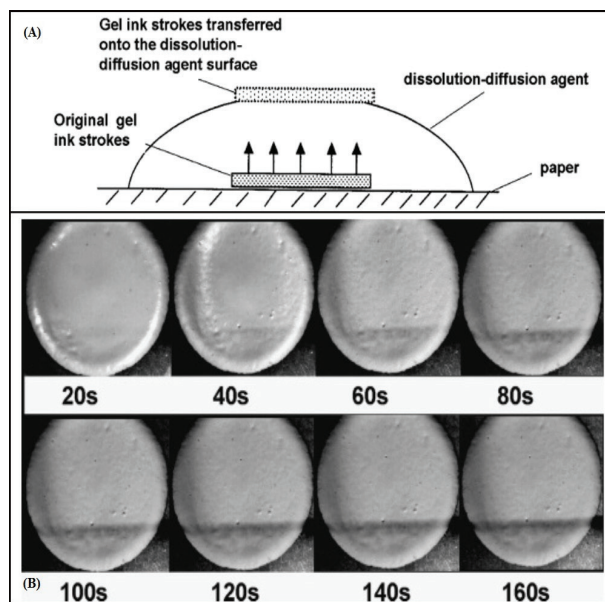 (A)
Gel ink strokes transferred
onto the dissolution-
diffusion agent surface
dissolution-diffusion agent
Original gel
ink strokes
paper
20s
40s
60s
80s
100s
120s
140s
160s
(B)